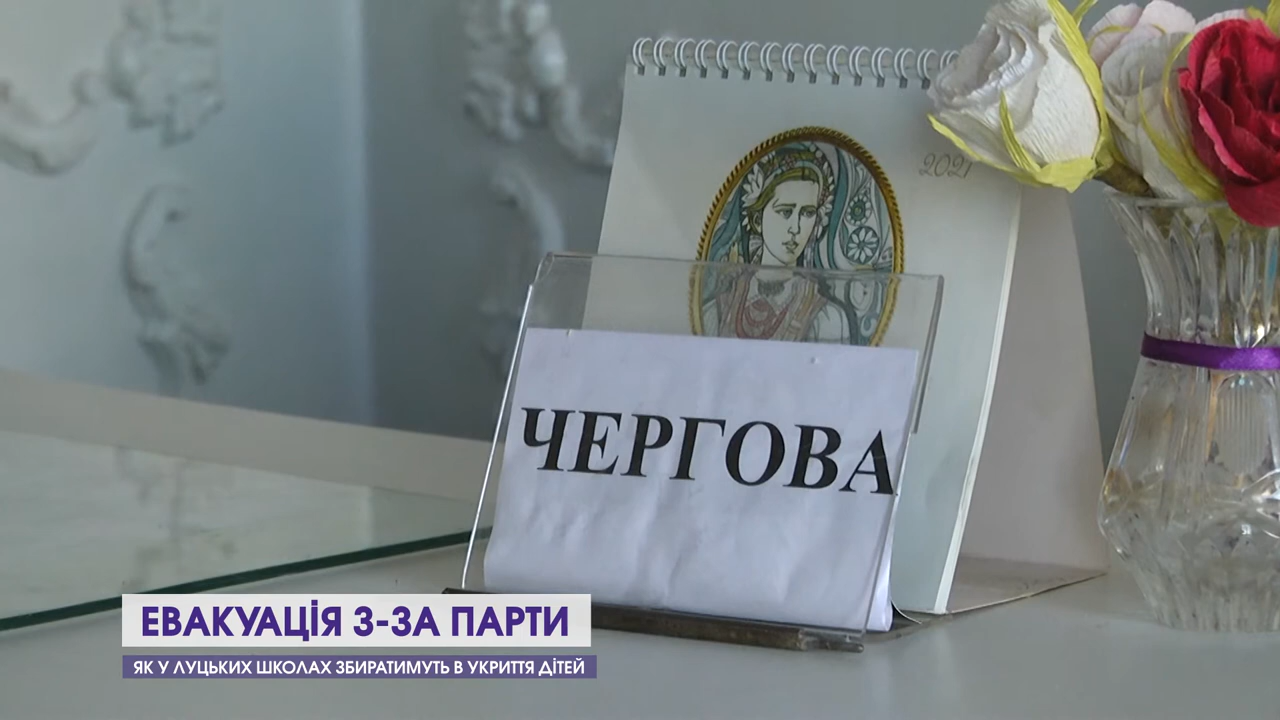 2021
ЧЕРГОВА
ЕВАКУАЦІЯ З-ЗА ПАРТИ
ЯК У ЛУЦЬКИХ ШКОЛАХ ЗБИРАТИМУТЬ В УКРИТТЯ ДІТЕЙ